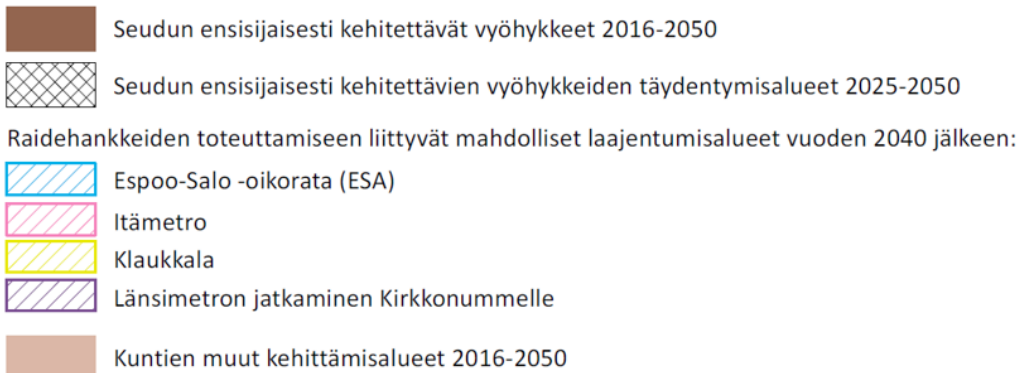 Seudun ensisijaisesti kehitettävät vyöhykkeet 2016-2050
Seudun ensisijaisesti kehitettävien vyöhykkeiden täydentymisalueet 2025-2050
Raidehankkeiden toteuttamiseen liittyvät mahdolliset laajentumisalueet vuoden 2040 jälkeen:
Espoo-Salo -oikorata (ESA)
Itämetro
Klaukkala
Länsimetron jatkaminen Kirkkonummelle
Kuntien muut kehittämisalueet 2016-2050